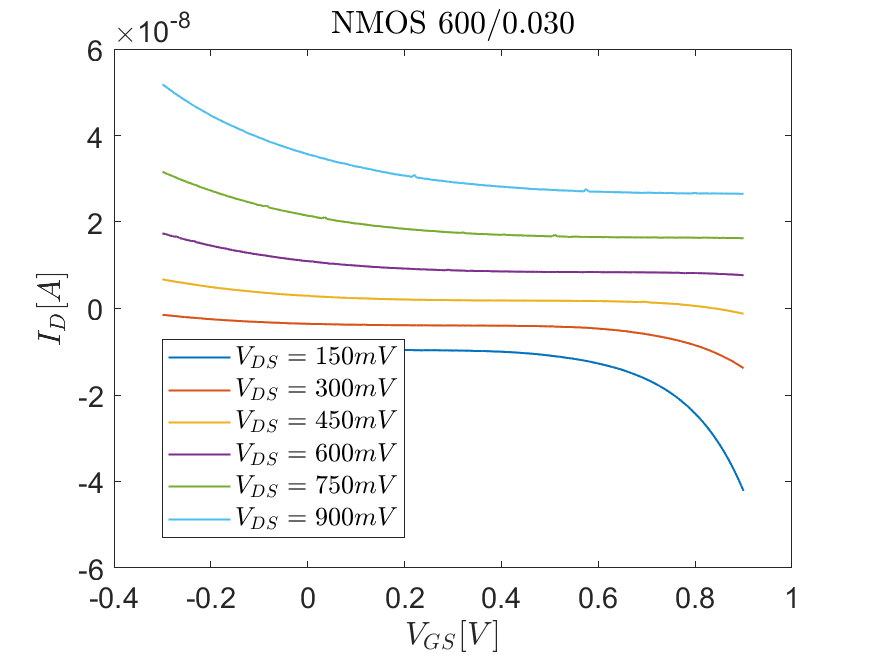 NMOS 600/0.030
×10-8
6
4
2
0
-2
-4
-6
I_D[A]
V_DS = 150mV
V_DS = 300mV
V_DS = 450mV
V_DS = 600mV
V_DS = 750mV
V_DS = 900mV
-0.4 -0.2 0 0.2 0.4 0.6 0.8 1
V_GS[V]